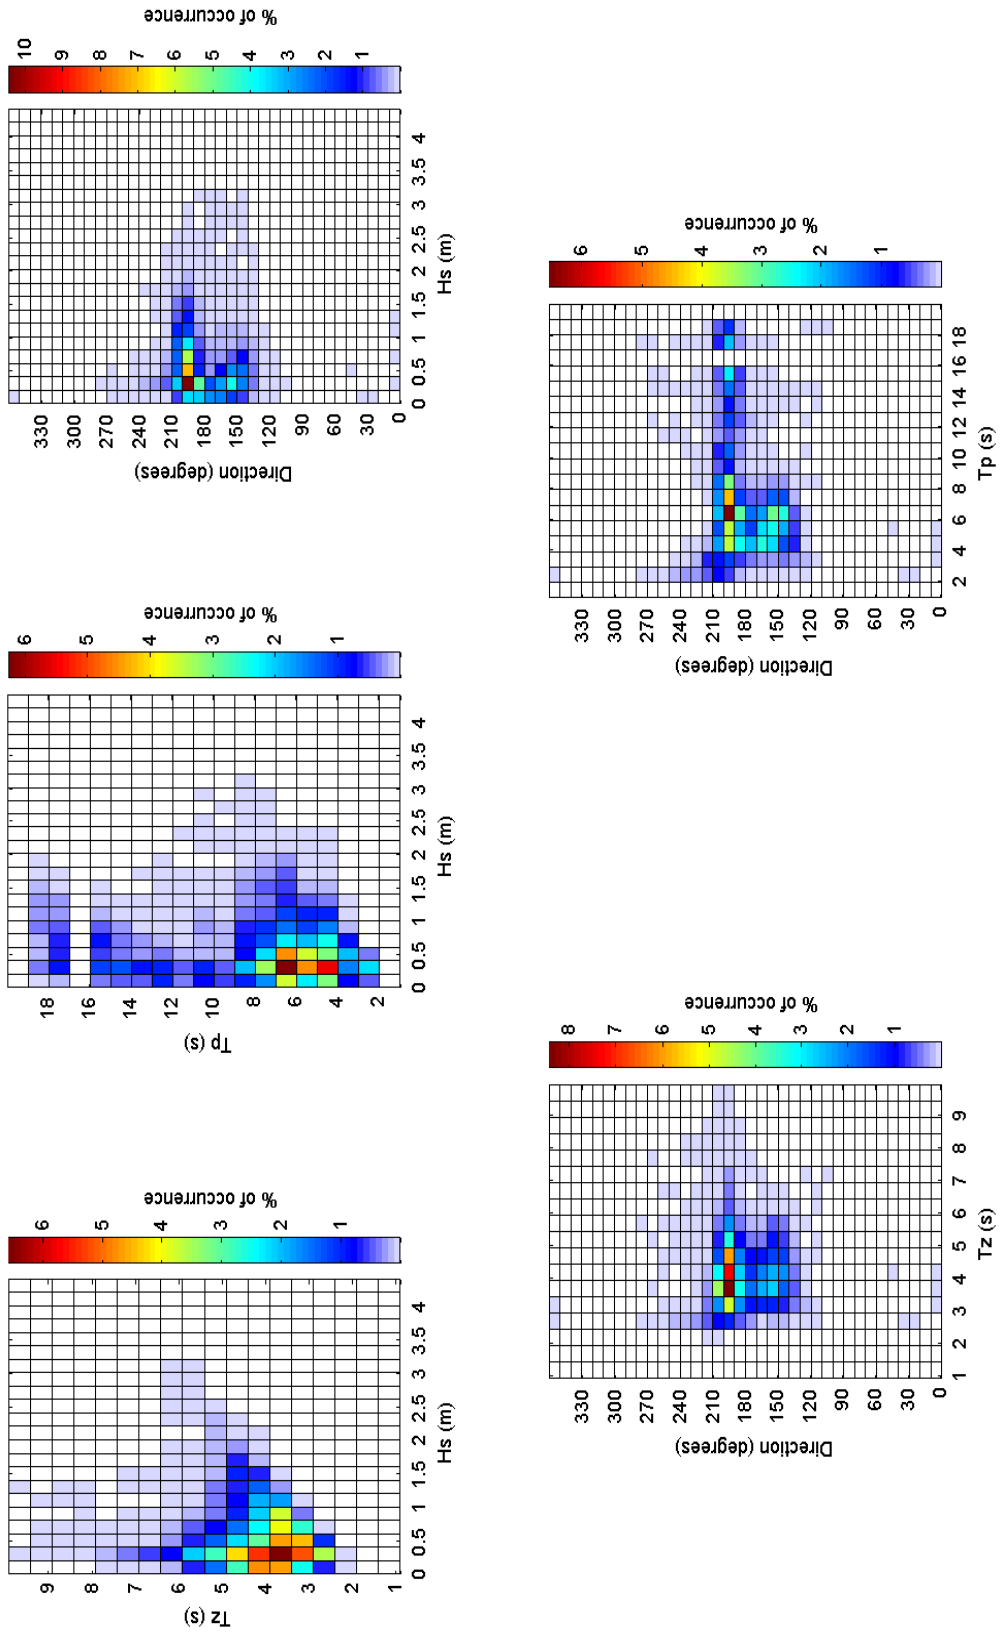 % of occurrence
10 9 8 7 6 5 4 3 2 1
330 300 270 240 210 180 150 120 90 60 30 0
Direction (degrees)
0 0.5 1 1.5 2 2.5 3 3.5 4
Hs (m)
% of occurrence
6 5 4 3 2 1
18 16 14 12 10 8 6 4 2
Tp (s)
0 0.5 1 1.5 2 2.5 3 3.5 4
Hs (m)
% of occurrence
6 5 4 3 2 1
9 8 7 6 5 4 3 2 1
Tz (s)
0 0.5 1 1.5 2 2.5 3 3.5 4
Hs (m)
% of occurrence
6 5 4 3 2 1
330 300 270 240 210 180 150 120 90 60 30 0
Direction (degrees)
2 4 6 8 10 12 14 16 18
Tp (s)
% of occurrence
8 7 6 5 4 3 2 1
330 300 270 240 210 180 150 120 90 60 30 0
Direction (degrees)
1 2 3 4 5 6 7 8 9
Tz (s)